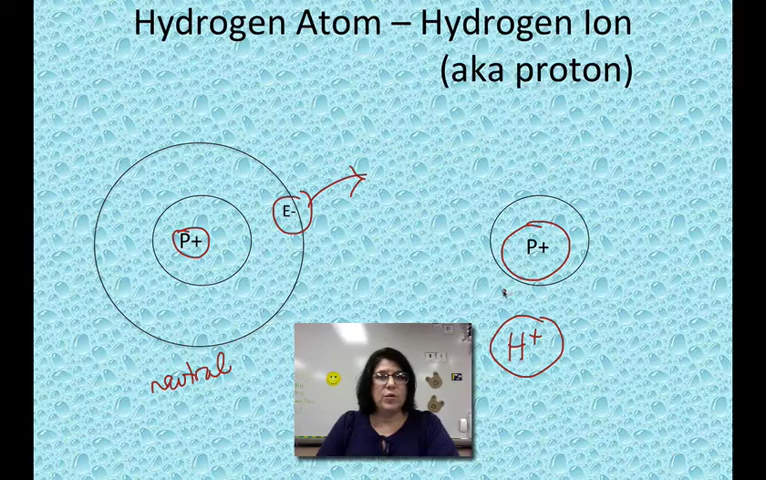 Hydrogen Atom – Hydrogen Ion
(aka proton)
E-
P+
P+
H+
neutral